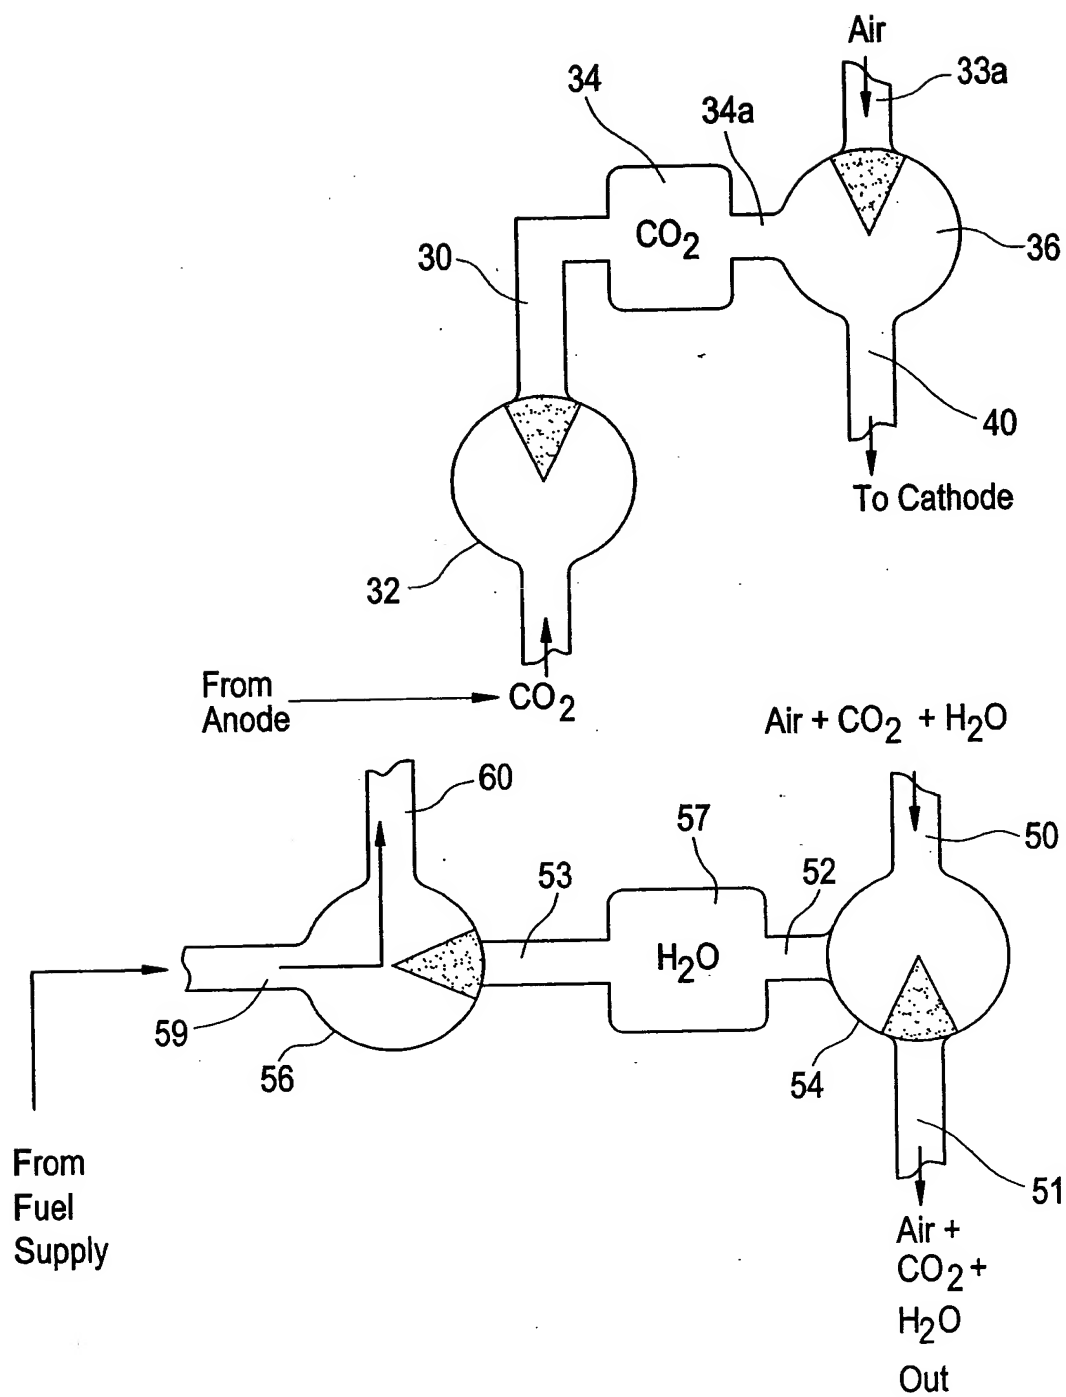 Air
33a
34
34a
CO2
36
30
40
To Cathode
32
From
Anode
CO2
Air + CO2 + H2O
60
57
50
53
52
H2O
59
56
54
51
From
Fuel
Supply
Air +
CO2 +
H2O
Out